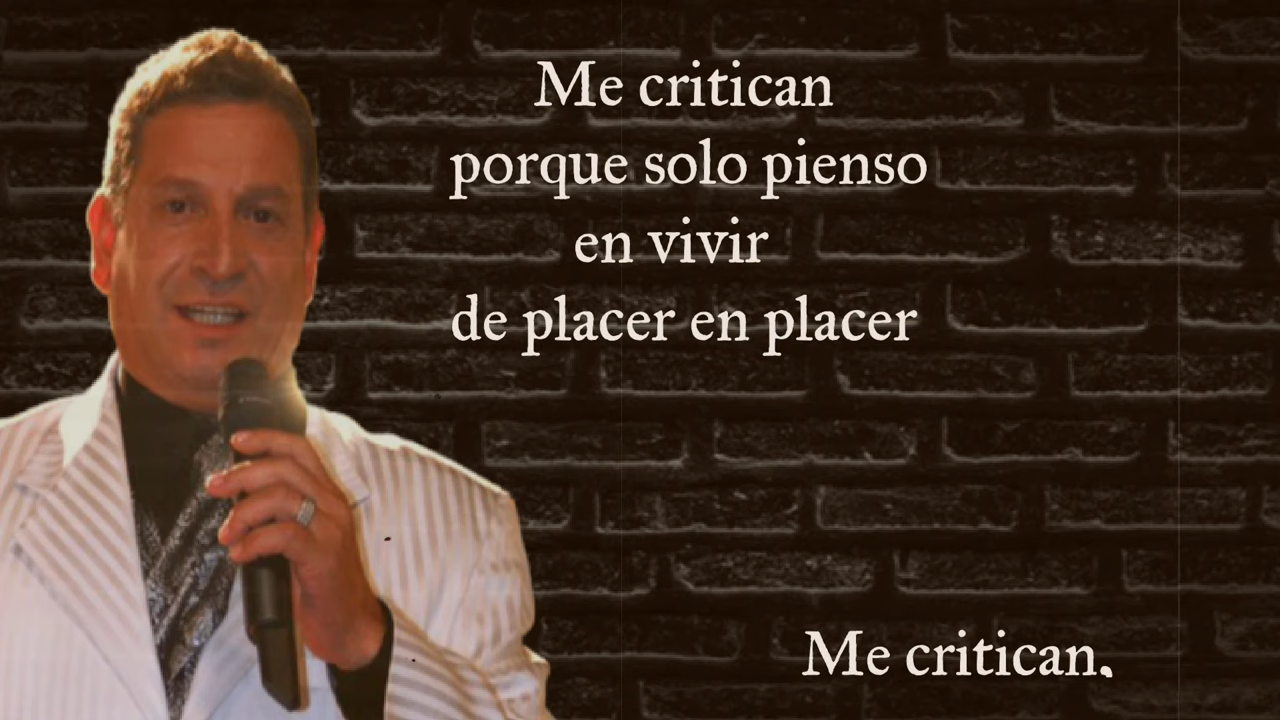 Me critican
porque solo pienso
en vivir
de placer en placer
Me critican.